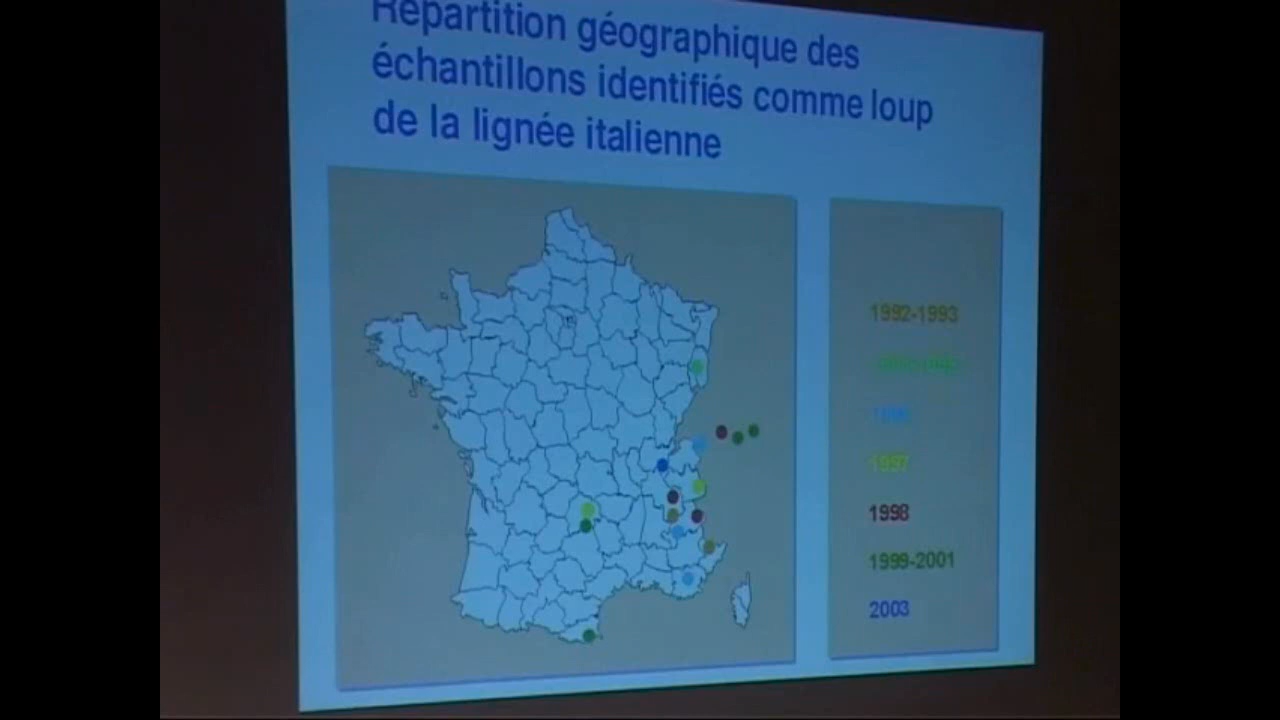 Répartition géographique des
échantillons identifiés comme loup
de la lignée italienne
1992-1993
1997
1998
1999-2001
2003